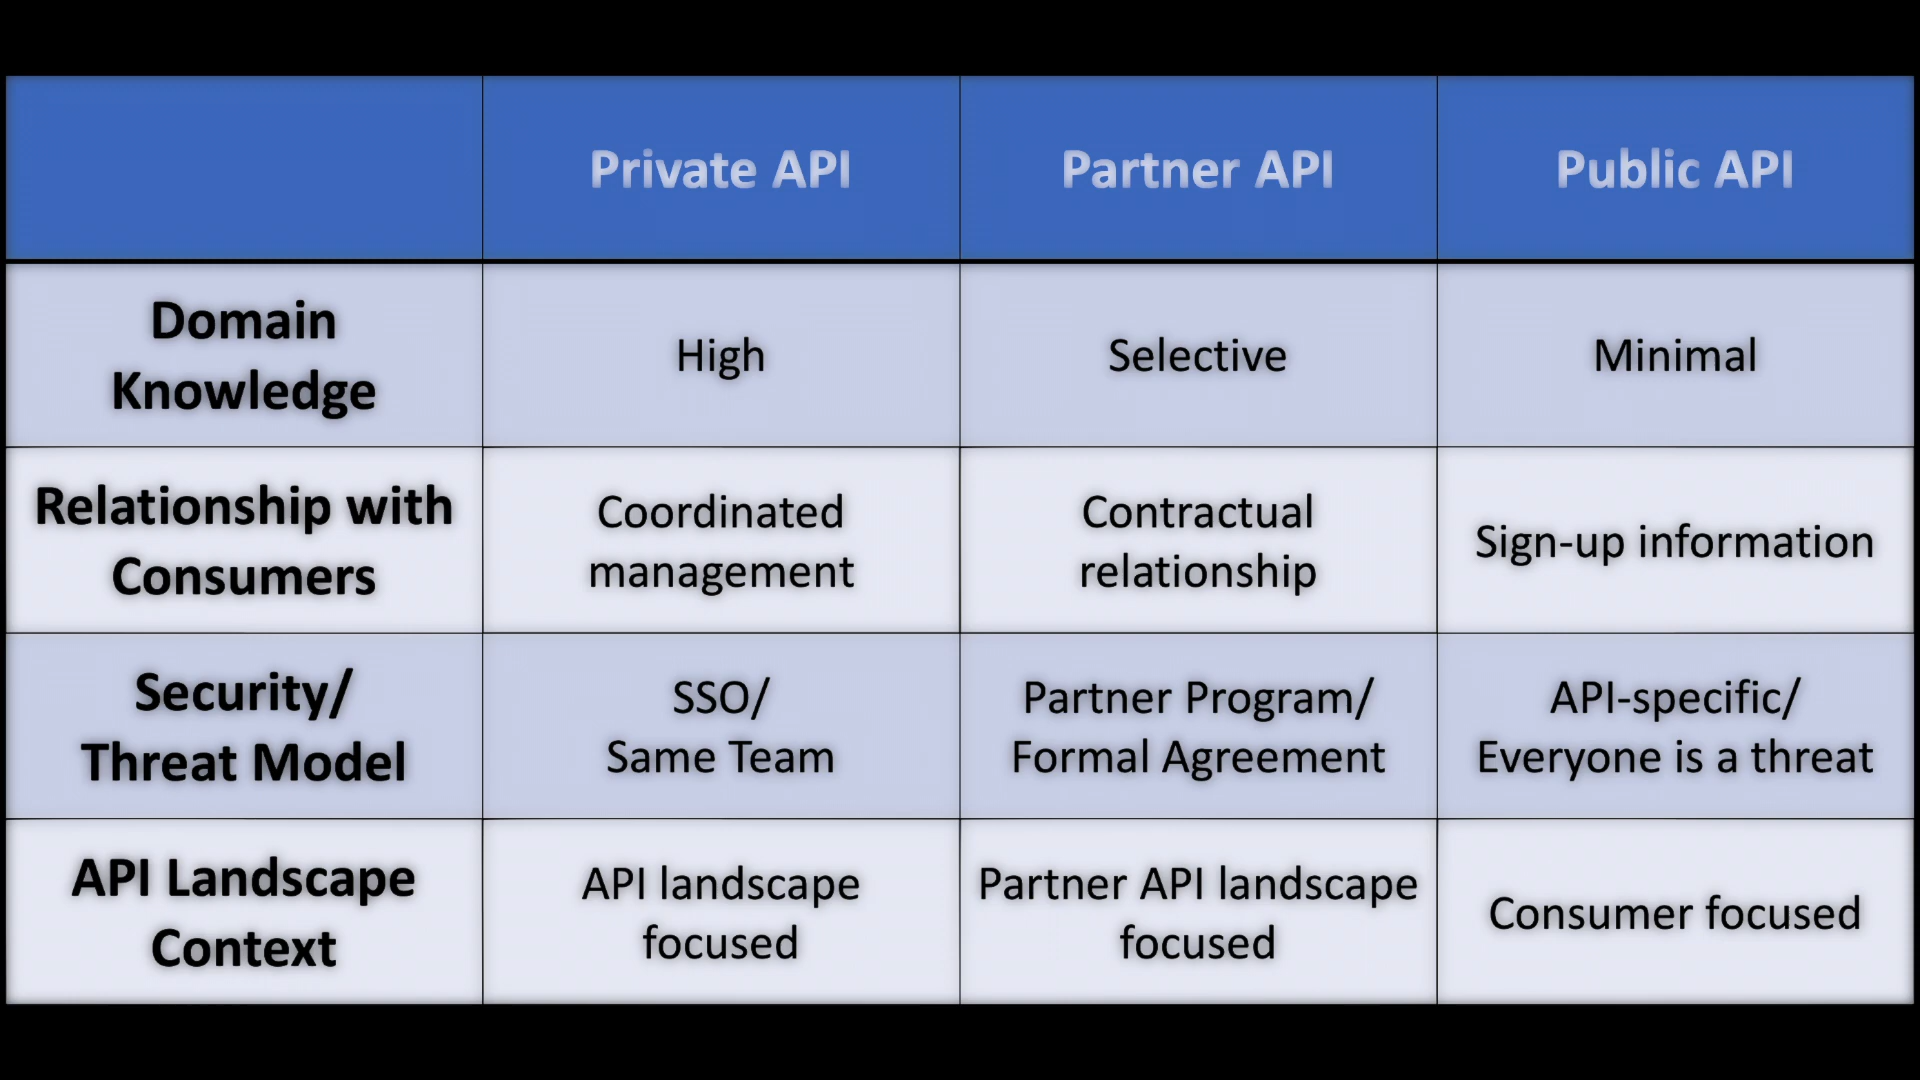 Private API
Partner API
Public API
Domain
Knowledge
High
Selective
Minimal
Relationship with
Consumers
Coordinated
management
Contractual
relationship
Sign-up information
Security/
Threat Model
SSO/
Same Team
Partner Program/
Formal Agreement
API-specific/
Everyone is a threat
API Landscape
Context
API landscape
focused
Partner API landscape
focused
Consumer focused